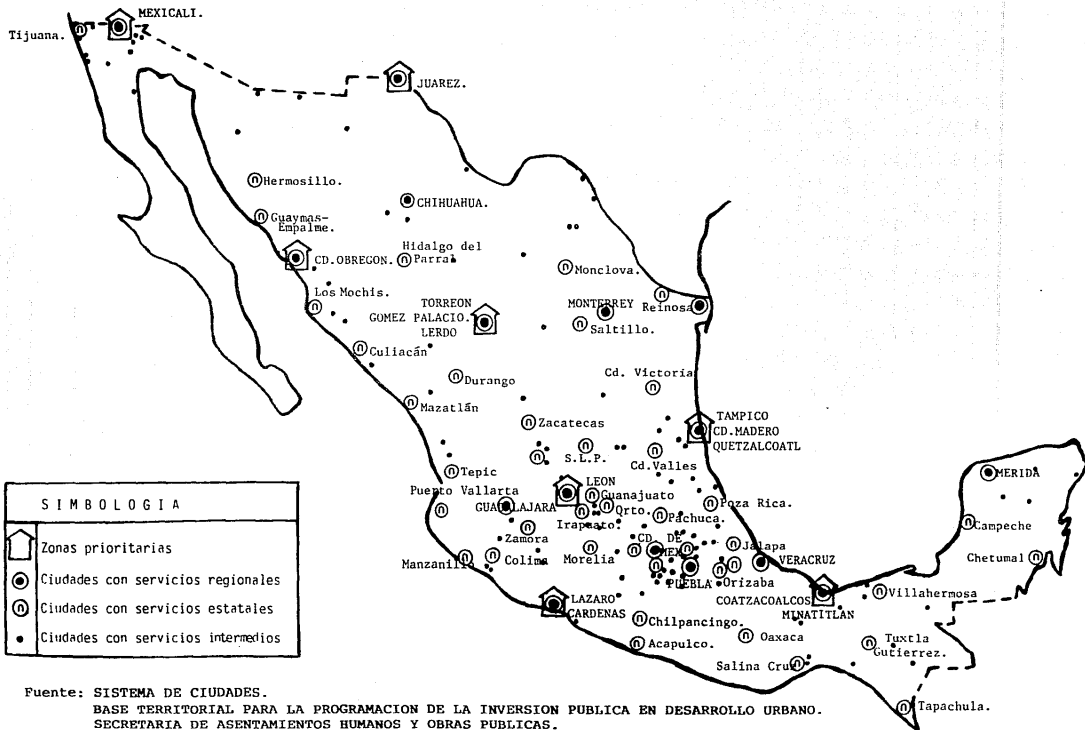 MEXICALI.
Tijuana.
JUAREZ.
Hermosillo.
CHIHUAHUA.
Guaymas-
Empalme.
Hidalgo del
Parral
CD.OBREGON.
Monclova.
Los Mochis.
TORREON
GOMEZ PALACIO.
LERDO
MONTERREY
Reinosa
Saltillo.
Culiacán
Durango
Cd. Victoria
Mazatlán
Zacatecas
TAMPICO
CD.MADERO
QUETZALCOATL
S.L.P.
Cd.Valles
Tepic
MERIDA
Puerto Vallarta
LEON
Guanajuato
GUADALAJARA
Qrto.
Poza Rica.
Irapuato.
Pachuca.
Campeche
Zamora
CD. DE
MEX.
Jalapa
Manzanillo
Colima
Morelia
VERACRUZ
Chetumal
PUEBLA
Orizaba
LAZARO
CARDENAS
COATZACOALCOS
MINATITLAN
Villahermosa
Chilpancingo.
Acapulco.
Oaxaca
Tuxtla
Gutierrez.
Salina Cruz
Tapachula.
SIMBOLOGIA
Zonas prioritarias
Ciudades con servicios regionales
Ciudades con servicios estatales
Ciudades con servicios intermedios
Fuente: SISTEMA DE CIUDADES.
BASE TERRITORIAL PARA LA PROGRAMACION DE LA INVERSION PUBLICA EN DESARROLLO URBANO.
SECRETARIA DE ASENTAMIENTOS HUMANOS Y OBRAS PUBLICAS.